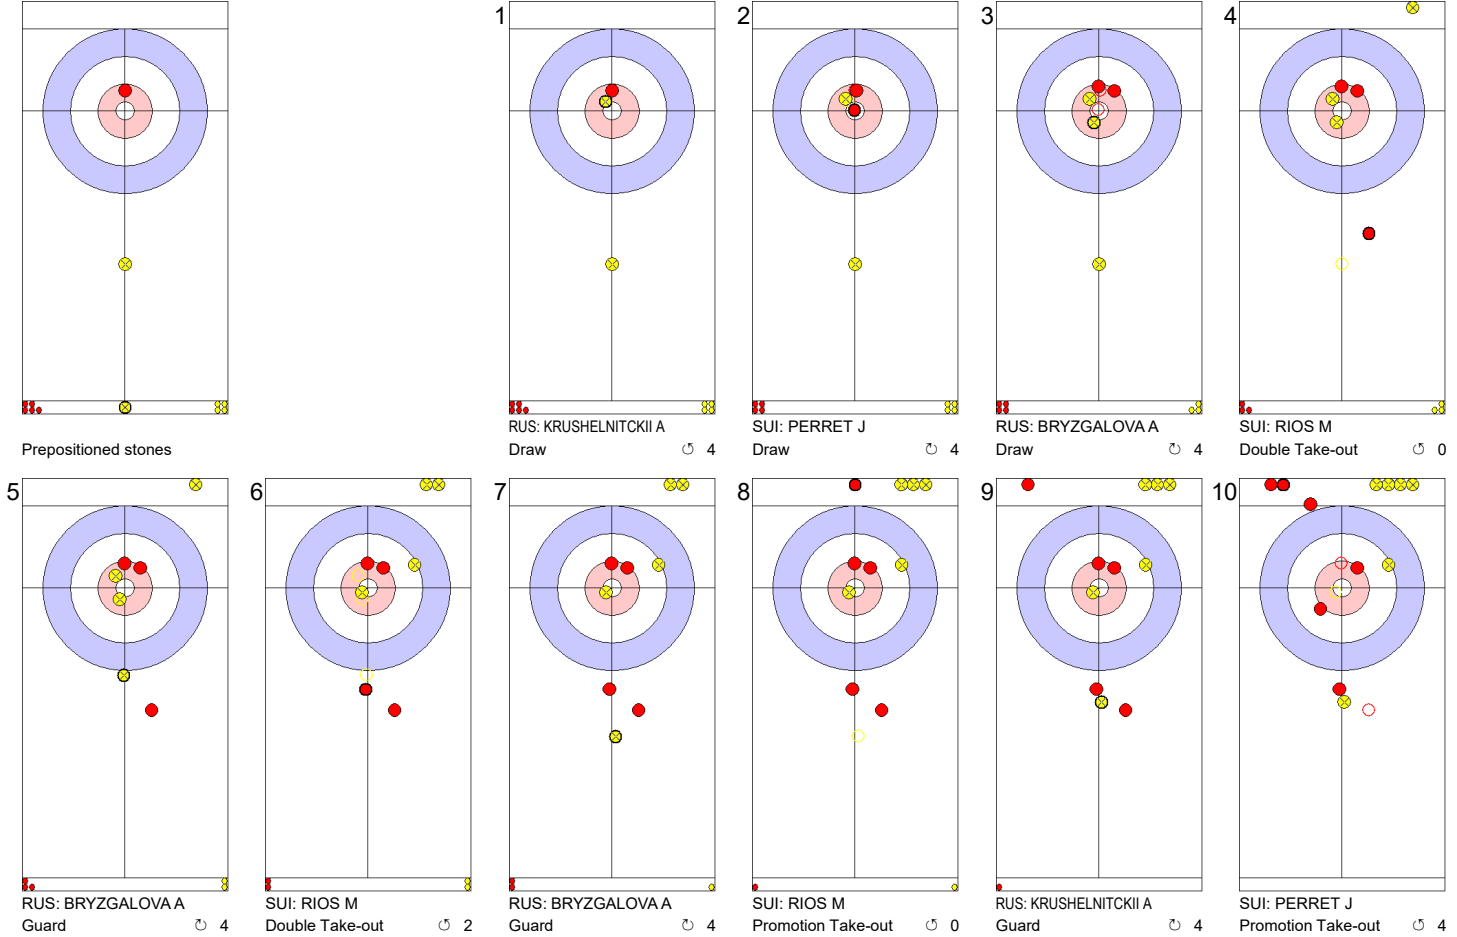 1
2
3
4
Prepositioned stones
RUS: KRUSHELNITCKII A
Draw ↺ 4
SUI: PERRET J
Draw ↻ 4
RUS: BRYZGALOVA A
Draw ↻ 4
SUI: RIOS M
Double Take-out ↺ 0
5
6
7
8
9
10
RUS: BRYZGALOVA A
Guard ↻ 4
SUI: RIOS M
Double Take-out ↺ 2
RUS: BRYZGALOVA A
Guard ↻ 4
SUI: RIOS M
Promotion Take-out ↺ 0
RUS: KRUSHELNITCKII A
Guard ↻ 4
SUI: PERRET J
Promotion Take-out ↺ 4